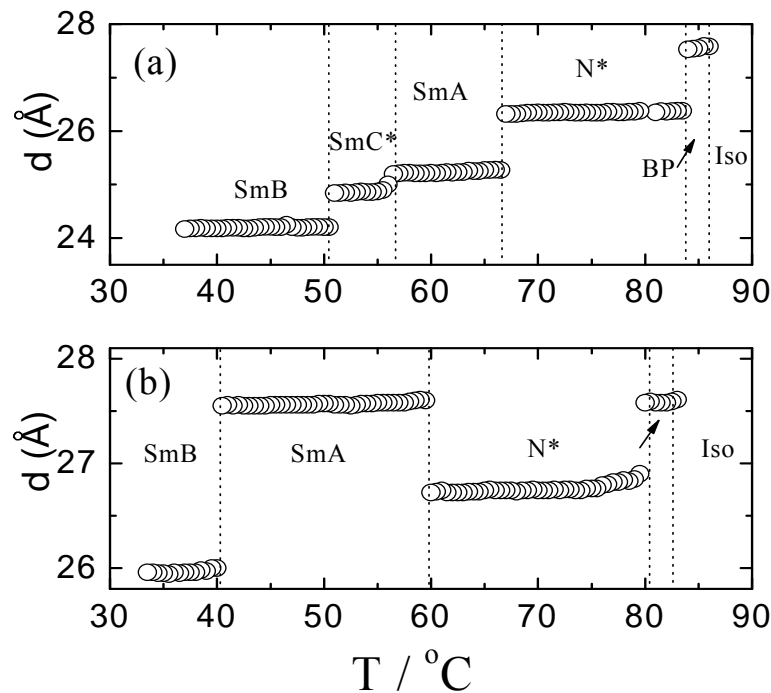 28
(a)
N*
SmA
d (Å)
26
SmC*
BP
Iso
SmB
24
30 40 50 60 70 80 90
28
(b)
d (Å)
SmB
SmA
N*
Iso
27
26
30 40 50 60 70 80 90
T / °C